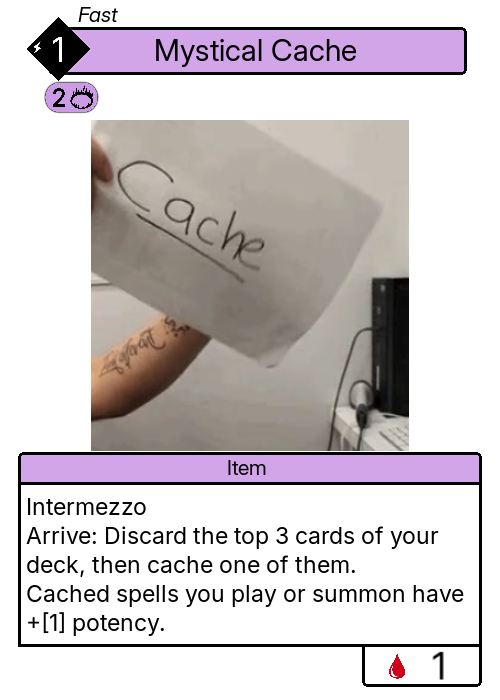 Fast
1
Mystical Cache
2
Cache
Item
Intermezzo
Arrive: Discard the top 3 cards of your
deck, then cache one of them.
Cached spells you play or summon have
+[1] potency.
1